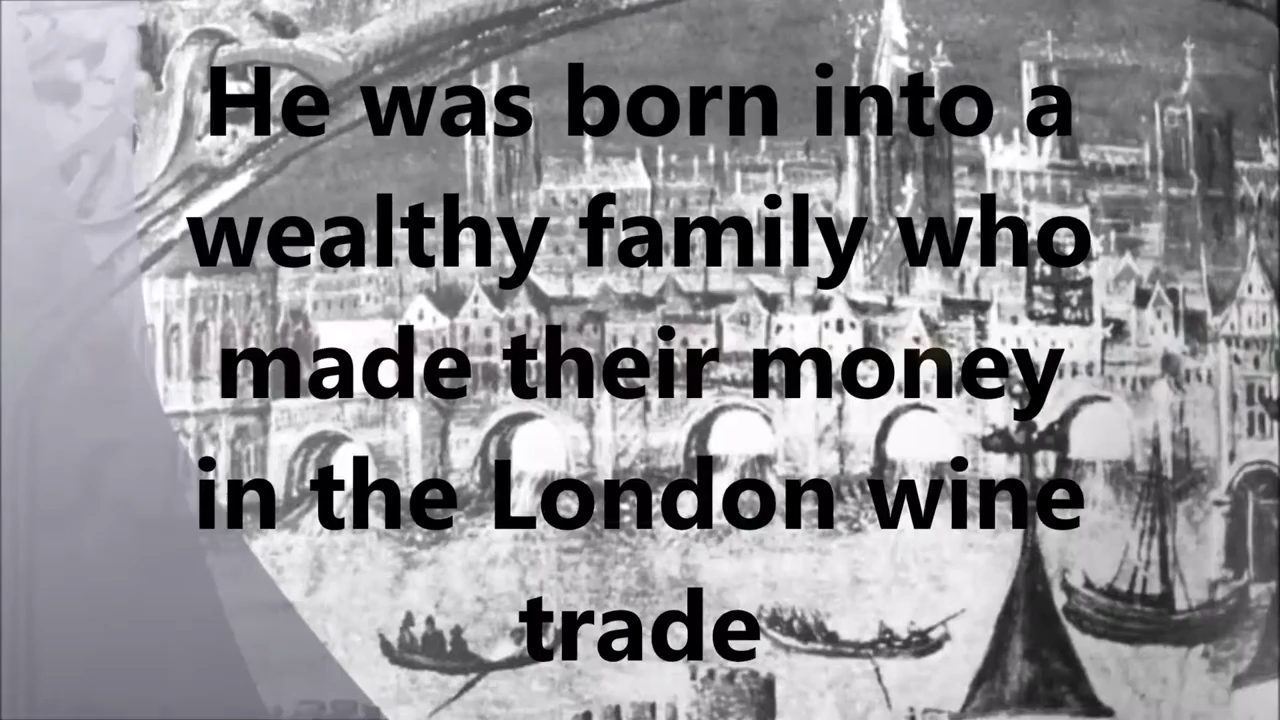 He was born into a
wealthy family who
made their money
in the London wine
trade